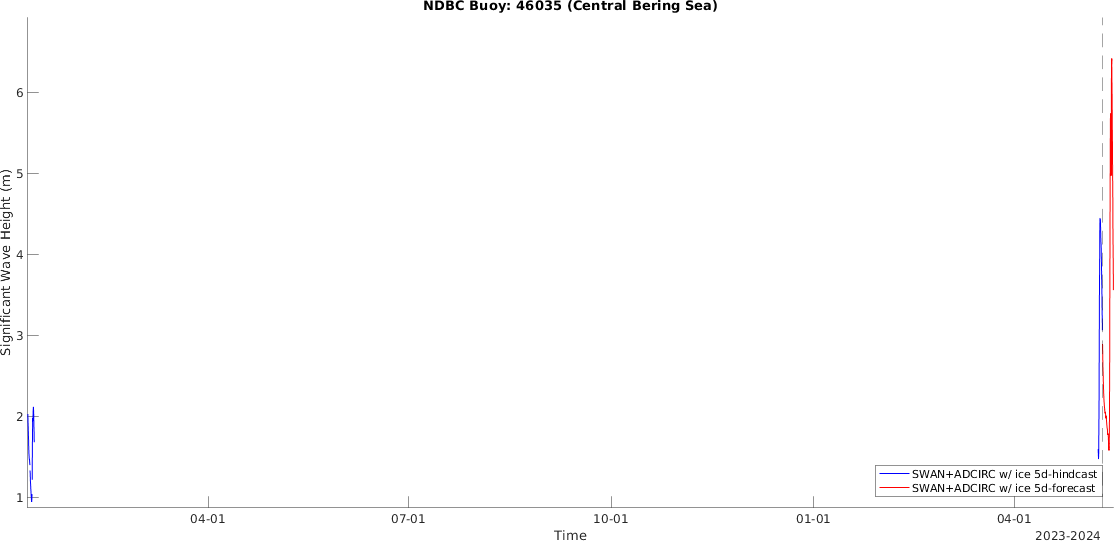 NDBC Buoy: 46035 (Central Bering Sea)
Significant Wave Height (m)
6
5
4
3
2
1
04-01
07-01
10-01
01-01
04-01
Time
2023-2024
SWAN+ADCIRC w/ ice 5d-hindcast
SWAN+ADCIRC w/ ice 5d-forecast